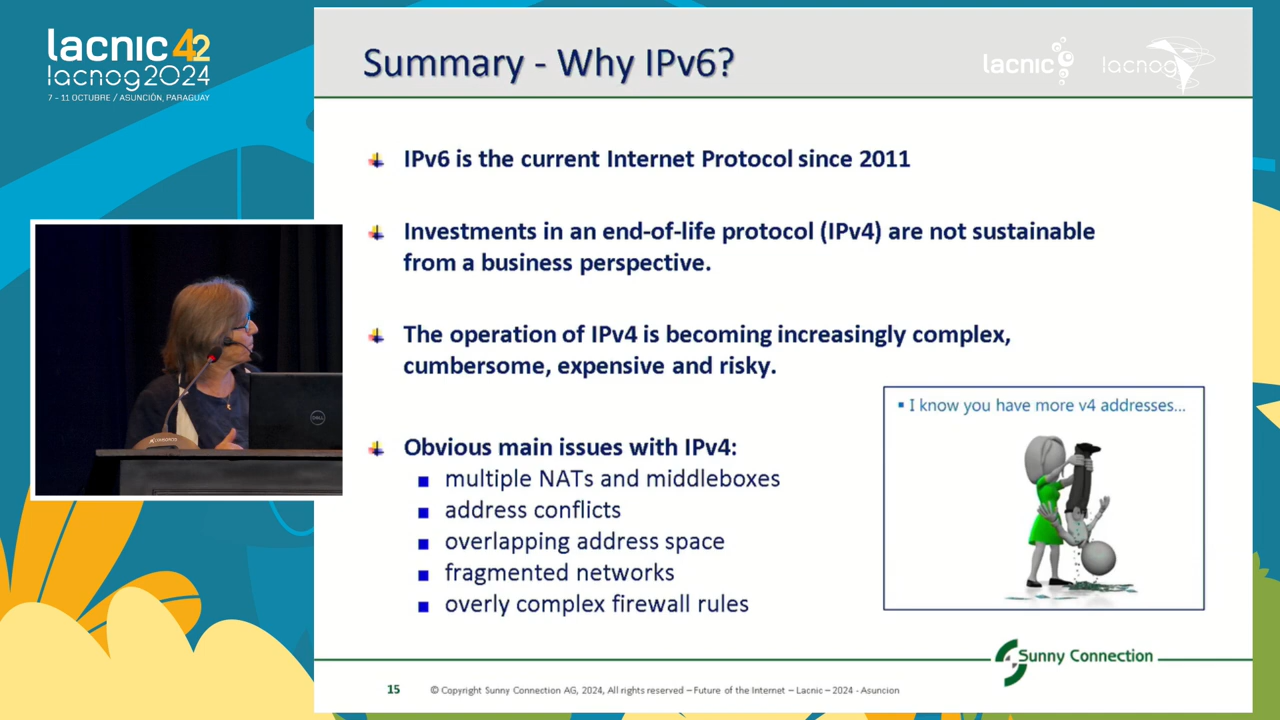 lacnic 42
lacnog 2024
7 - 11 OCTUBRE / ASUNCIÓN, PARAGUAY
Summary - Why IPv6?
lacnic
lacnog
IPv6 is the current Internet Protocol since 2011
Investments in an end-of-life protocol (IPv4) are not sustainable
from a business perspective.
The operation of IPv4 is becoming increasingly complex,
cumbersome, expensive and risky.
I know you have more v4 addresses...
Obvious main issues with IPv4:
multiple NATs and middleboxes
address conflicts
overlapping address space
fragmented networks
overly complex firewall rules
DELL
Sunny Connection
15
© Copyright Sunny Connection AG, 2024, All rights reserved – Future of the Internet – Lacnic – 2024 - Asuncion